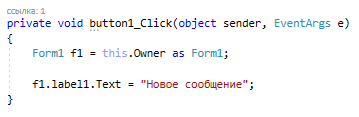 ссылка: 1
private void button1_Click(object sender, EventArgs e)
{
Form1 f1 = this.Owner as Form1;
f1.label1.Text = "Новое сообщение";
}